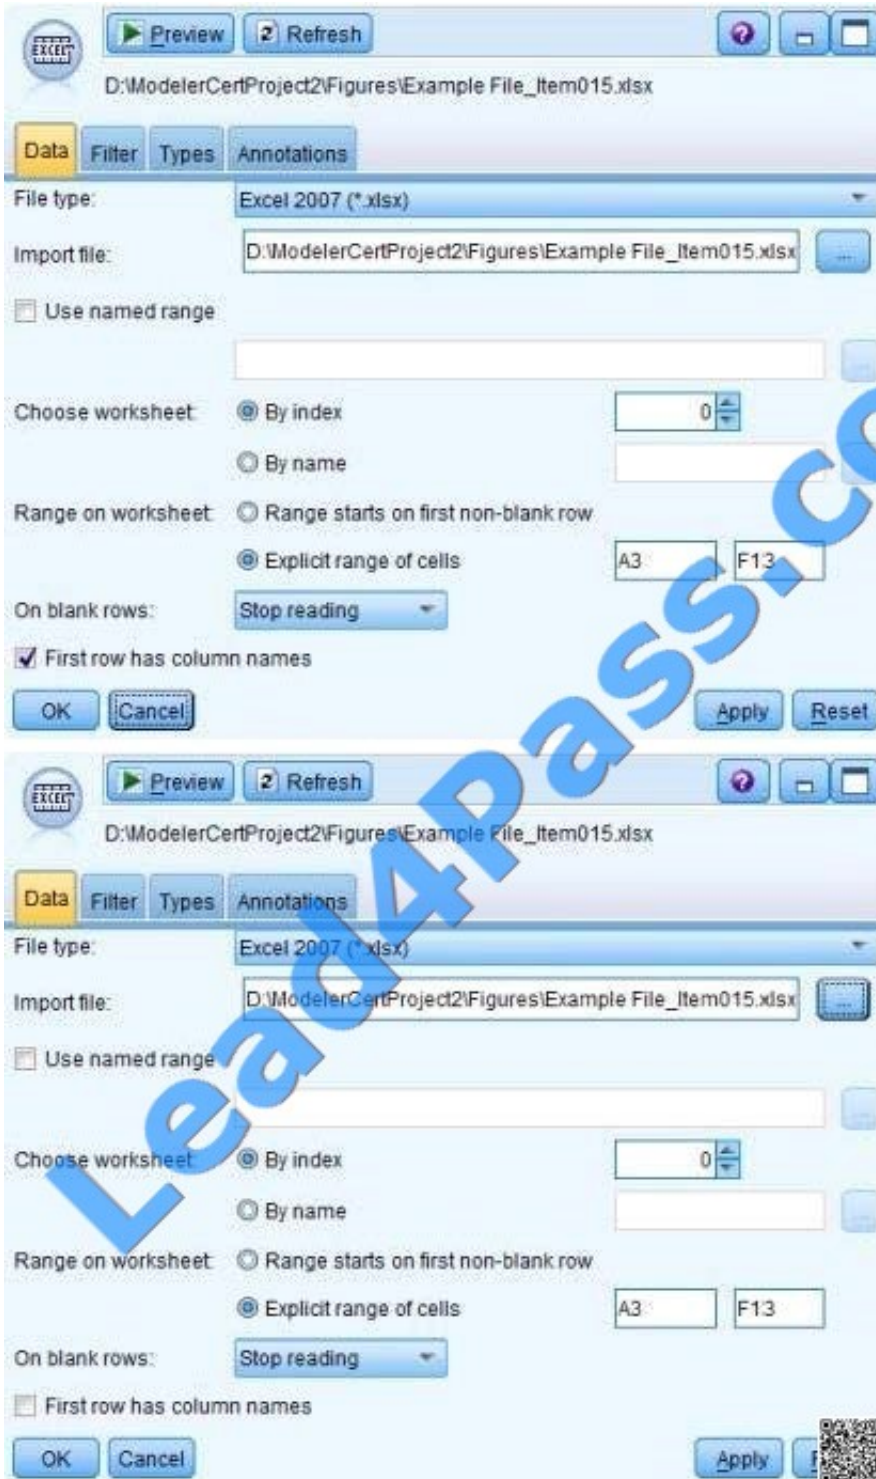 EXCEL
Preview
Refresh
D:\ModelerCertProject2\Figures\Example File_Item015.xlsx
Data Filter Types Annotations
File type: Excel 2007 (*.xlsx)
Import file: D:\ModelerCertProject2\Figures\Example File_Item015.xlsx ...
Use named range
Choose worksheet: By index 0
By name
Range on worksheet: Range starts on first non-blank row
Explicit range of cells A3 F13
On blank rows: Stop reading
First row has column names
OK Cancel Apply Reset
EXCEL
Preview
Refresh
D:\ModelerCertProject2\Figures\Example File_Item015.xlsx
Data Filter Types Annotations
File type: Excel 2007 (*.xlsx)
Import file: D:\ModelerCertProject2\Figures\Example File_Item015.xlsx ...
Use named range
Choose worksheet: By index 0
By name
Range on worksheet: Range starts on first non-blank row
Explicit range of cells A3 F13
On blank rows: Stop reading
First row has column names
OK Cancel Apply
Lead4Pass.co